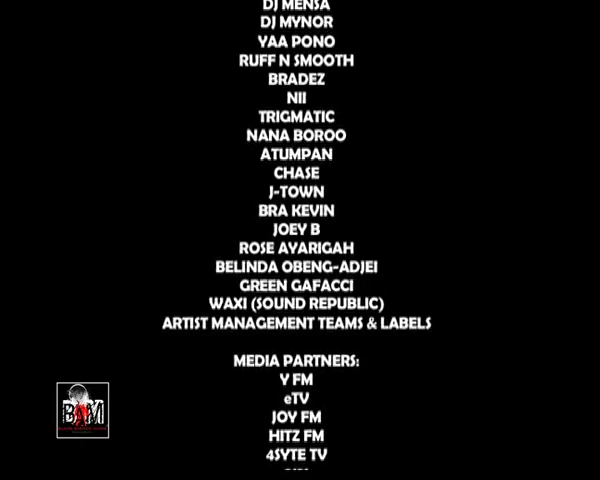 DJ MENSA
DJ MYNOR
YAA PONO
RUFF N SMOOTH
BRADEZ
NII
TRIGMATIC
NANA BOROO
ATUMPAN
CHASE
J-TOWN
BRA KEVIN
JOEY B
ROSE AYARIGAH
BELINDA OBENG-ADJEI
GREEN GAFACCI
WAXI (SOUND REPUBLIC)
ARTIST MANAGEMENT TEAMS & LABELS
MEDIA PARTNERS:
Y FM
eTV
JOY FM
HITZ FM
4SYTE TV
BAM